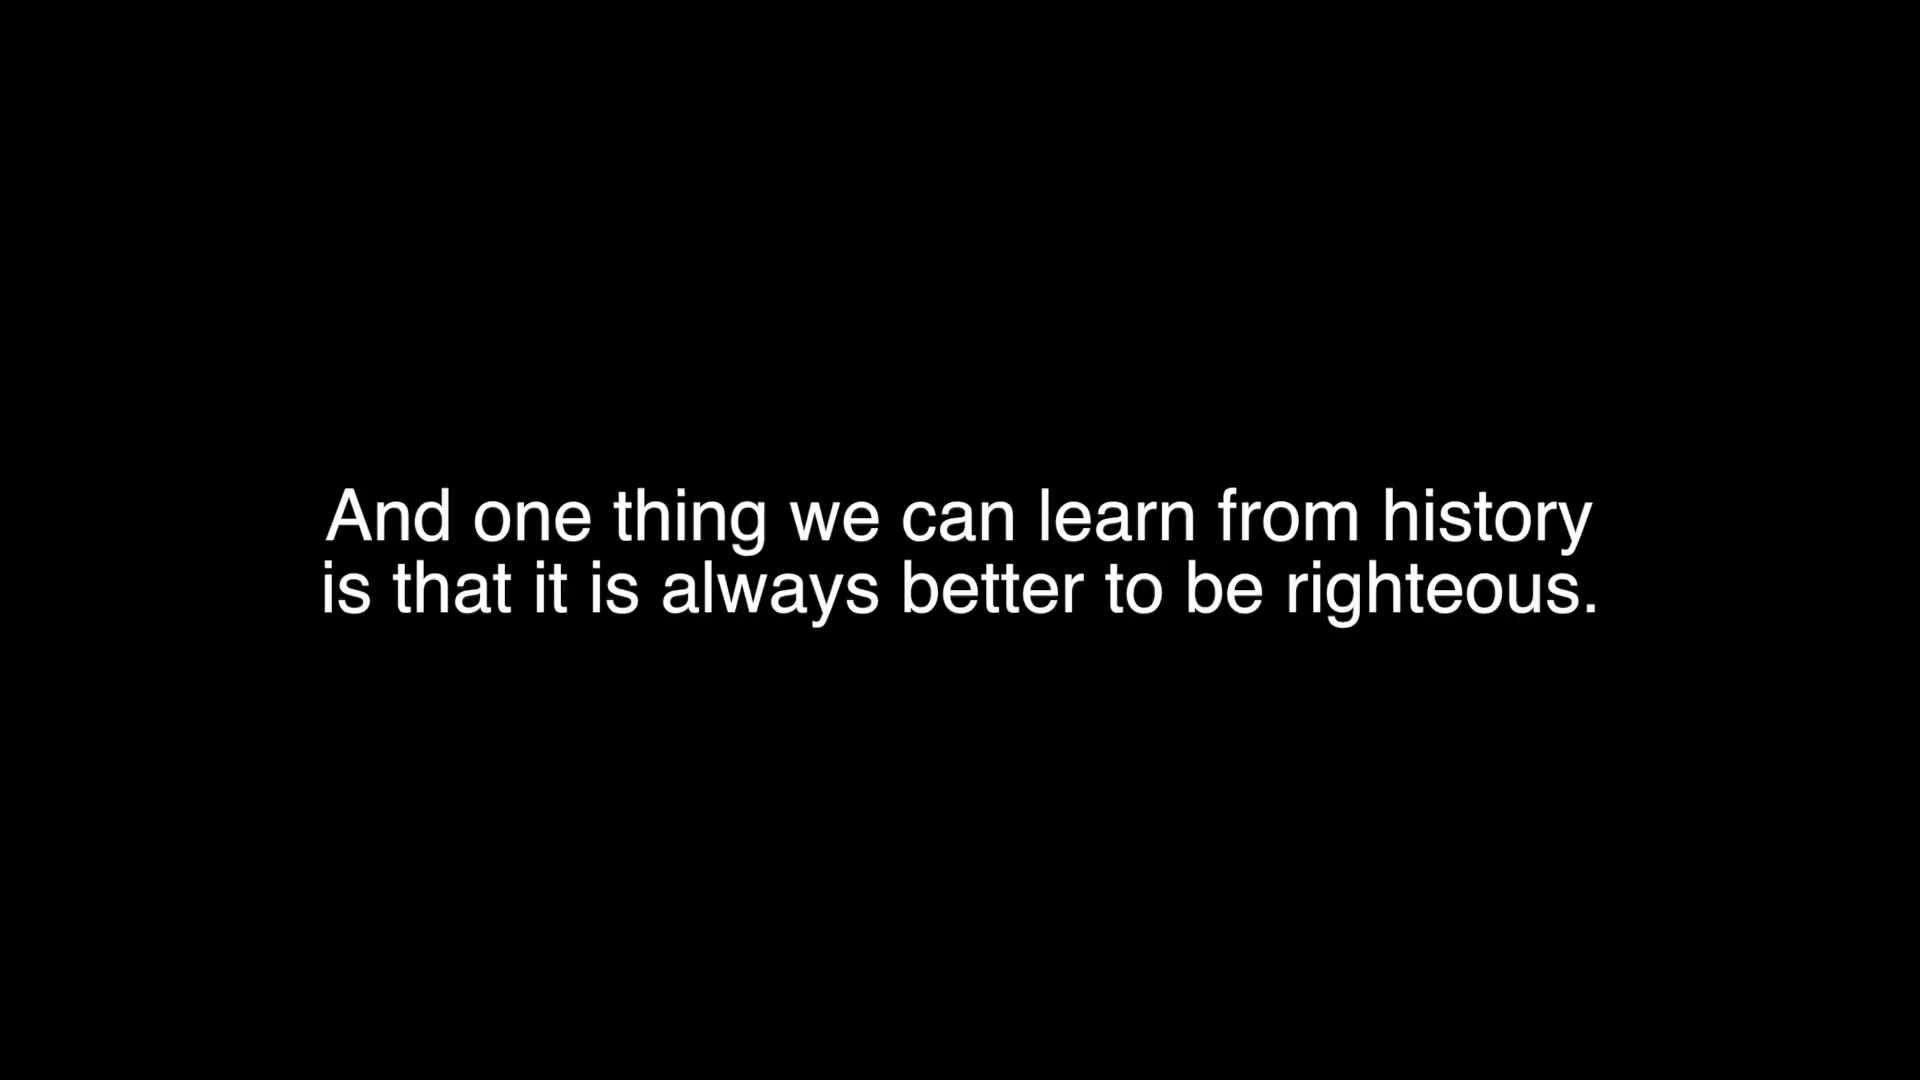 And one thing we can learn from history
is that it is always better to be righteous.